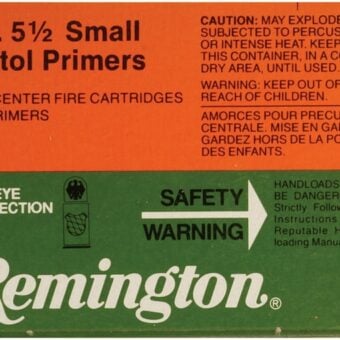 5½ Small
tol Primers
CENTER FIRE CARTRIDGES
RIMERS
CAUTION: MAY EXPLODE
SUBJECTED TO PERCUS
OR INTENSE HEAT. KEEP
THIS CONTAINER, IN A CO
DRY AREA, UNTIL USED.
WARNING: KEEP OUT OF
REACH OF CHILDREN.
AMORCES POUR PERCU
CENTRALE. MISE EN GAR
GARDEZ HORS DE LA PO
DES ENFANTS.
EYE
ECTION
SAFETY
WARNING
HANDLOADS
BE DANGER
Strictly Follow
Instructions
Reputable H
loading Manua
Remington®